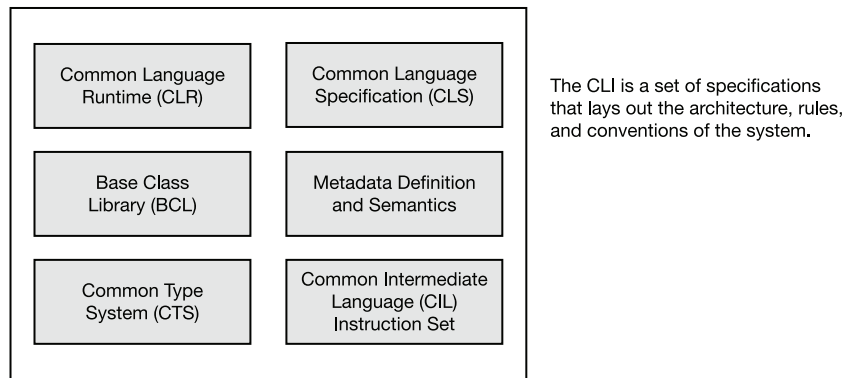 Common Language
Runtime (CLR)
Common Language
Specification (CLS)
Base Class
Library (BCL)
Metadata Definition
and Semantics
Common Type
System (CTS)
Common Intermediate
Language (CIL)
Instruction Set
The CLI is a set of specifications
that lays out the architecture, rules,
and conventions of the system.